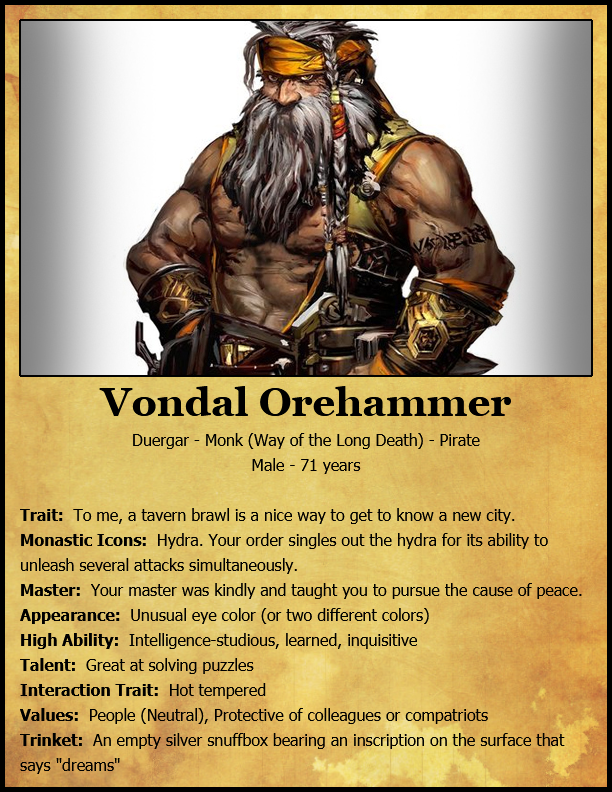 Vondal Orehammer
Duergar - Monk (Way of the Long Death) - Pirate
Male - 71 years
Trait: To me, a tavern brawl is a nice way to get to know a new city.
Monastic Icons: Hydra. Your order singles out the hydra for its ability to
unleash several attacks simultaneously.
Master: Your master was kindly and taught you to pursue the cause of peace.
Appearance: Unusual eye color (or two different colors)
High Ability: Intelligence-studious, learned, inquisitive
Talent: Great at solving puzzles
Interaction Trait: Hot tempered
Values: People (Neutral), Protective of colleagues or compatriots
Trinket: An empty silver snuffbox bearing an inscription on the surface that
says "dreams"